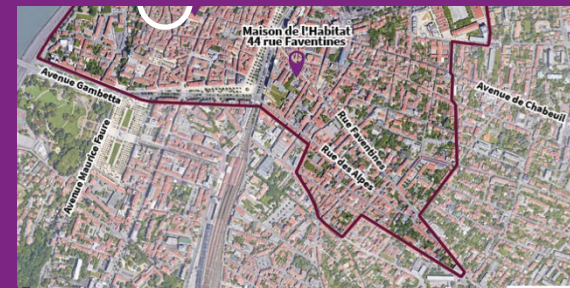 Maison de l'Habitat
44 rue Faventines
Avenue Gambetta
Avenue de Chabeuil
Avenue Maurice Faure
Rue Faventines
Rue des Alpes